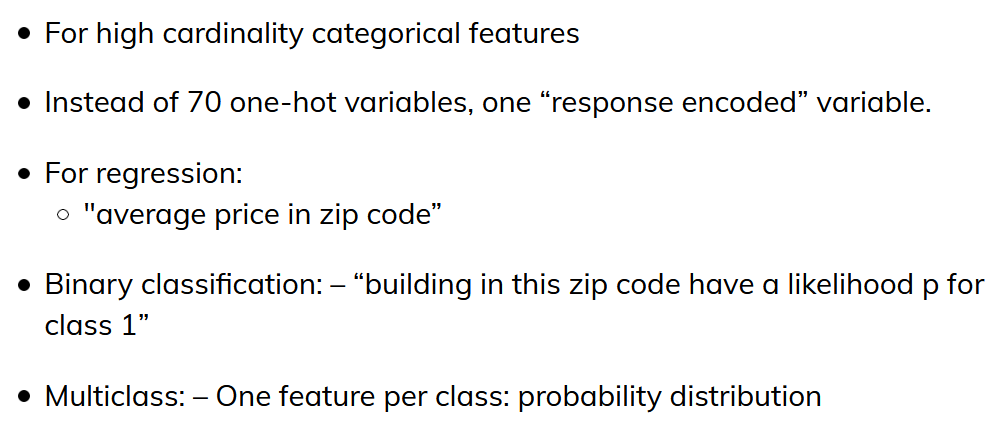 • For high cardinality categorical features
• Instead of 70 one-hot variables, one “response encoded” variable.
• For regression:
○ "average price in zip code”
• Binary classification: – “building in this zip code have a likelihood p for
class 1”
• Multiclass: – One feature per class: probability distribution